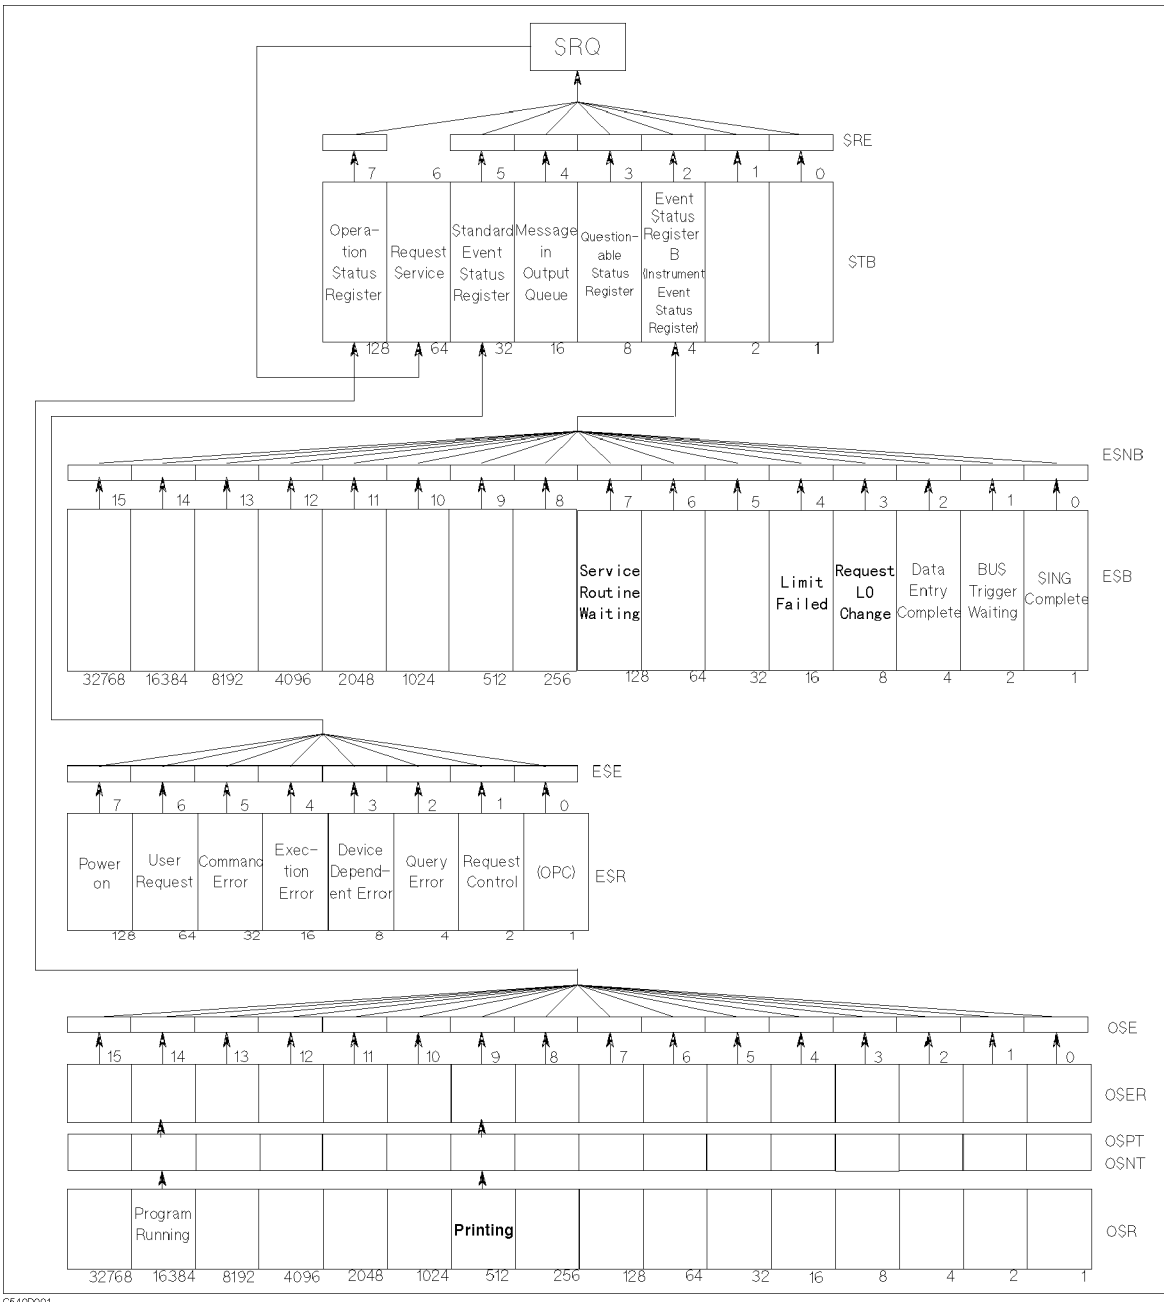 SRQ
SRE
7 6 5 4 3 2 1 0
Opera-
tion
Status
Register
Request
Service
Standard
Event
Status
Register
Message
in
Output
Queue
Question-
able
Status
Register
Event
Status
Register
B
(Instrument
Event
Status
Register)
STB
128 64 32 16 8 4 2 1
ESNB
15 14 13 12 11 10 9 8 7 6 5 4 3 2 1 0
Service
Routine
Waiting
Limit
Failed
Request
LO
Change
Data
Entry
Complete
BUS
Trigger
Waiting
SING
Complete
ESB
32768 16384 8192 4096 2048 1024 512 256 128 64 32 16 8 4 2 1
ESE
7 6 5 4 3 2 1 0
Power
on
User
Request
Command
Error
Exec-
tion
Error
Device
Depend-
ent Error
Query
Error
Request
Control
(OPC)
ESR
128 64 32 16 8 4 2 1
OSE
15 14 13 12 11 10 9 8 7 6 5 4 3 2 1 0
OSER
OSPT
OSNT
Program
Running
Printing
OSR
32768 16384 8192 4096 2048 1024 512 256 128 64 32 16 8 4 2 1